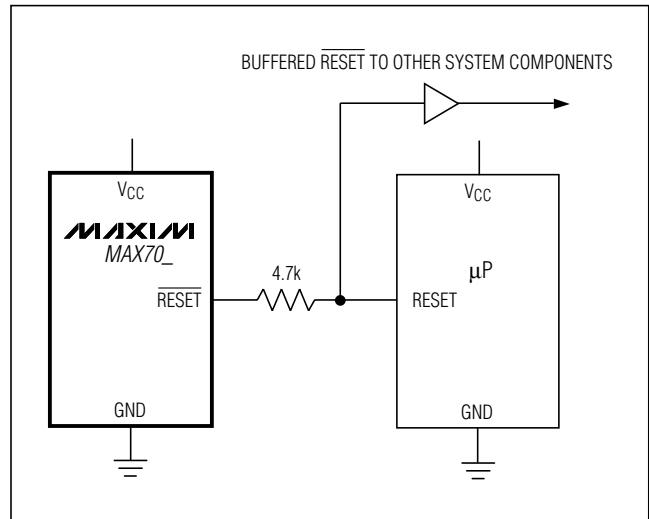 BUFFERED RESET TO OTHER SYSTEM COMPONENTS
VCC
MAXIM
MAX70_
RESET
GND
4.7k
VCC
μP
RESET
GND